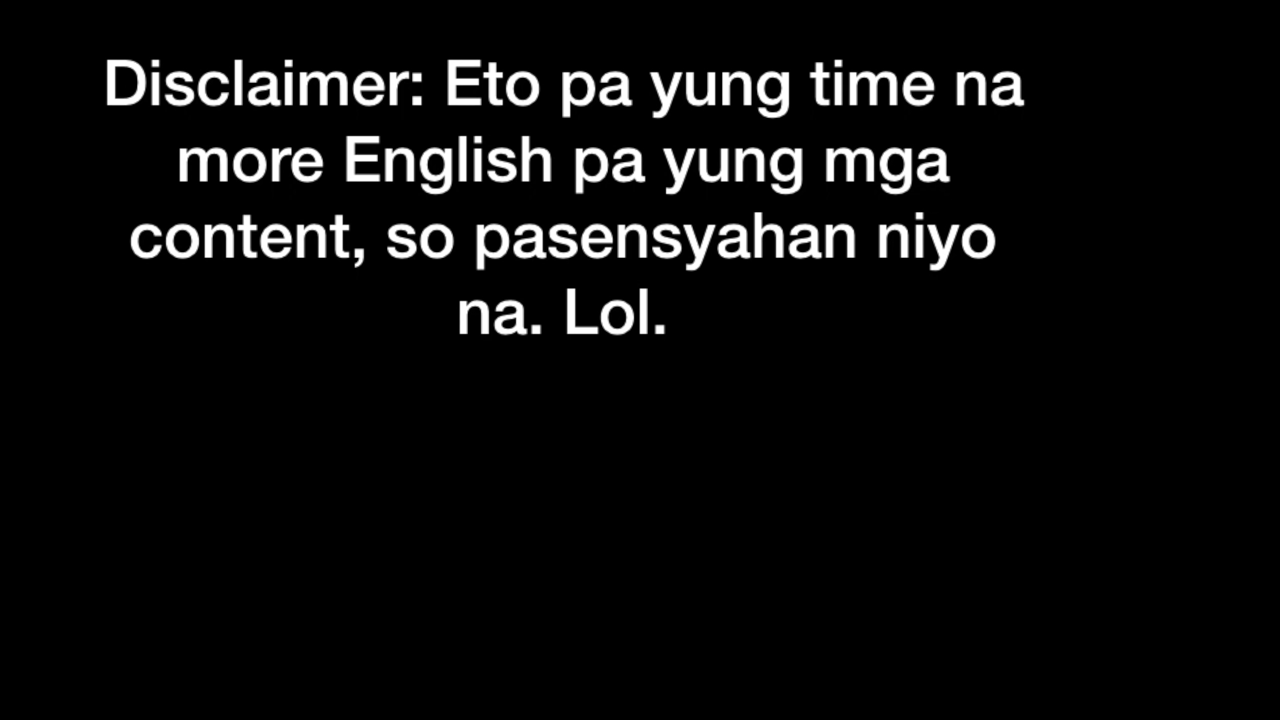 Disclaimer: Eto pa yung time na
more English pa yung mga
content, so pasensyahan niyo
na. Lol.